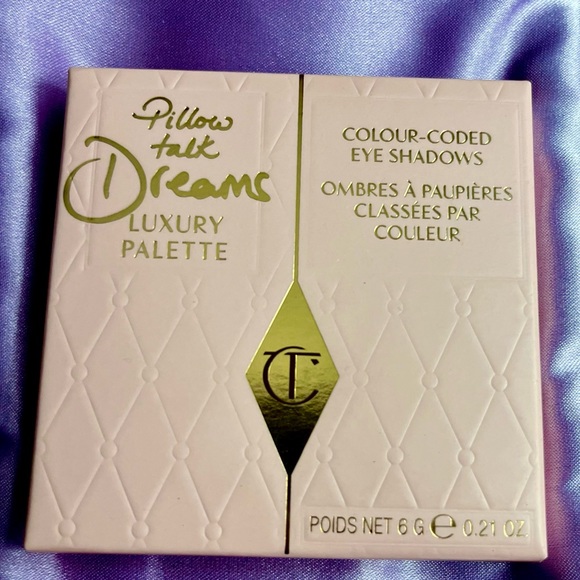 Pillow
talk
Dreams
LUXURY
PALETTE
COLOUR-CODED
EYE SHADOWS
OMBRES À PAUPIÈRES
CLASSÉES PAR
COULEUR
CT
POIDS NET 6 G ℮ 0.21 OZ